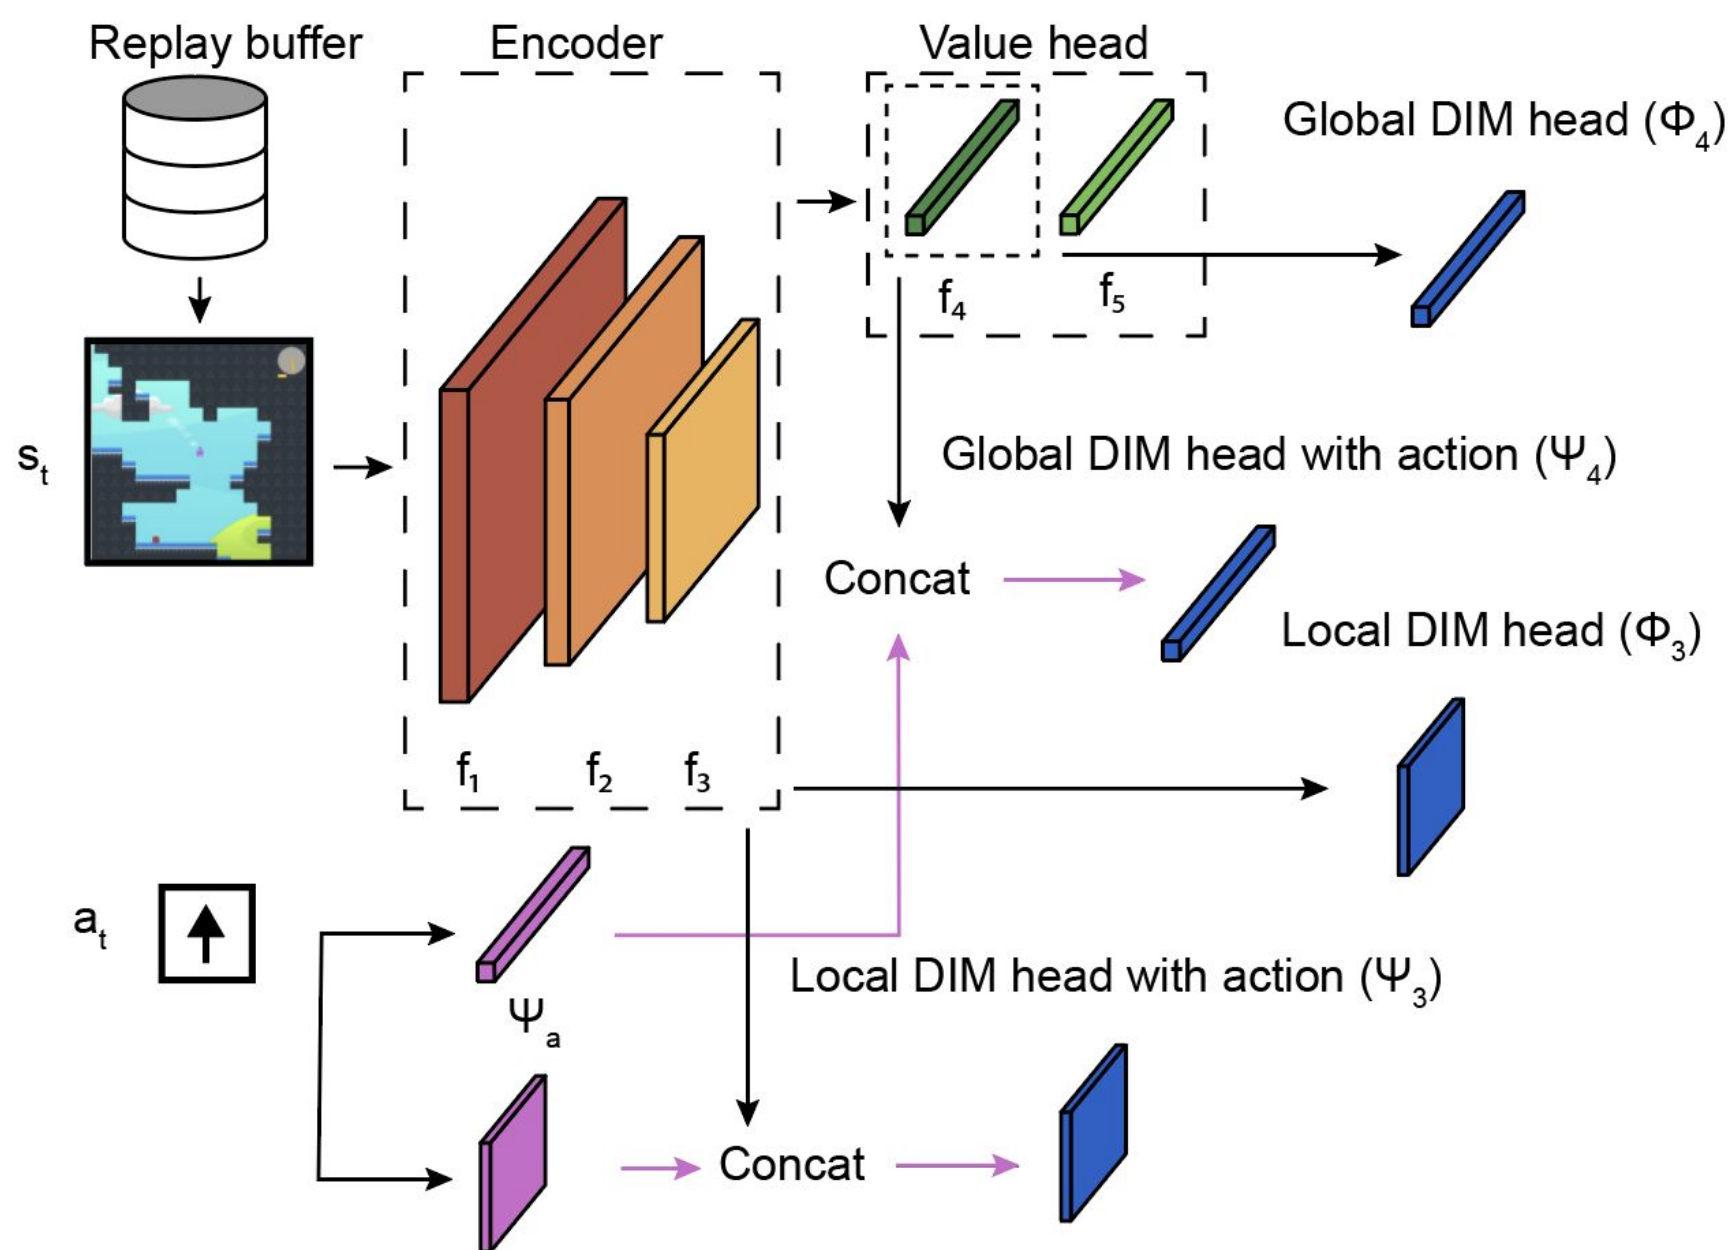 Replay buffer
Encoder
Value head
Global DIM head (Φ₄)
f₄
f₅
sₜ
Global DIM head with action (Ψ₄)
Concat
Local DIM head (Φ₃)
f₁
f₂
f₃
aₜ
Ψₐ
Local DIM head with action (Ψ₃)
Concat